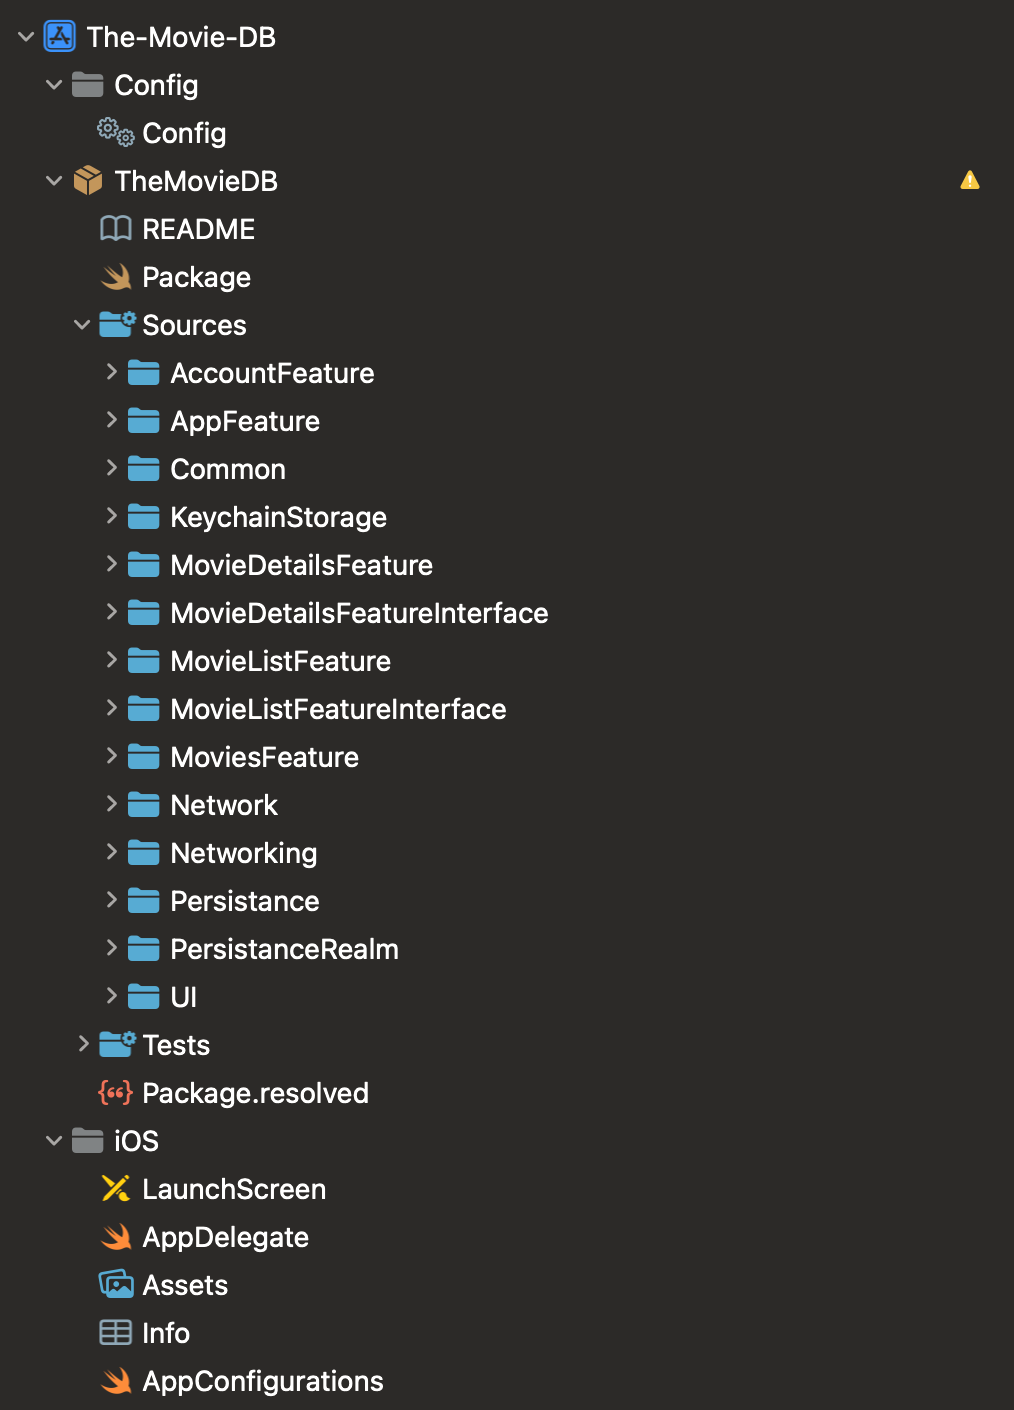 The-Movie-DB
Config
Config
TheMovieDB
README
Package
Sources
AccountFeature
AppFeature
Common
KeychainStorage
MovieDetailsFeature
MovieDetailsFeatureInterface
MovieListFeature
MovieListFeatureInterface
MoviesFeature
Network
Networking
Persistance
PersistanceRealm
UI
Tests
Package.resolved
iOS
LaunchScreen
AppDelegate
Assets
Info
AppConfigurations